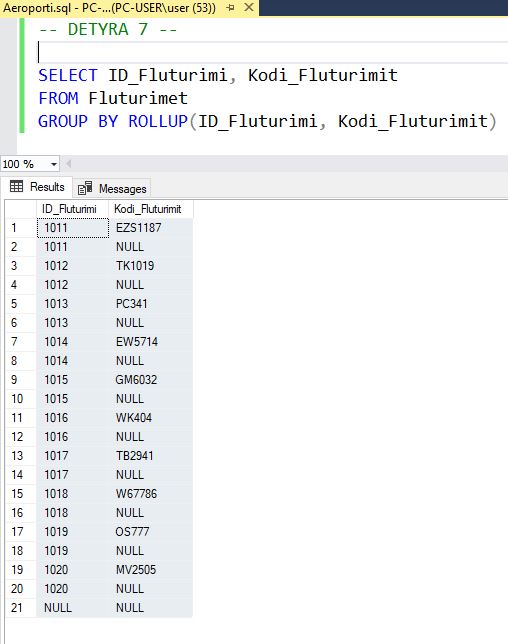 Aeroporti.sql - PC-...(PC-USER\user (53))
-- DETYRA 7 --
SELECT ID_Fluturimi, Kodi_Fluturimit
FROM Fluturimet
GROUP BY ROLLUP(ID_Fluturimi, Kodi_Fluturimit)
100 %
Results Messages
ID_Fluturimi Kodi_Fluturimit
1 1011 EZS1187
2 1011 NULL
3 1012 TK1019
4 1012 NULL
5 1013 PC341
6 1013 NULL
7 1014 EW5714
8 1014 NULL
9 1015 GM6032
10 1015 NULL
11 1016 WK404
12 1016 NULL
13 1017 TB2941
14 1017 NULL
15 1018 W67786
16 1018 NULL
17 1019 OS777
18 1019 NULL
19 1020 MV2505
20 1020 NULL
21 NULL NULL